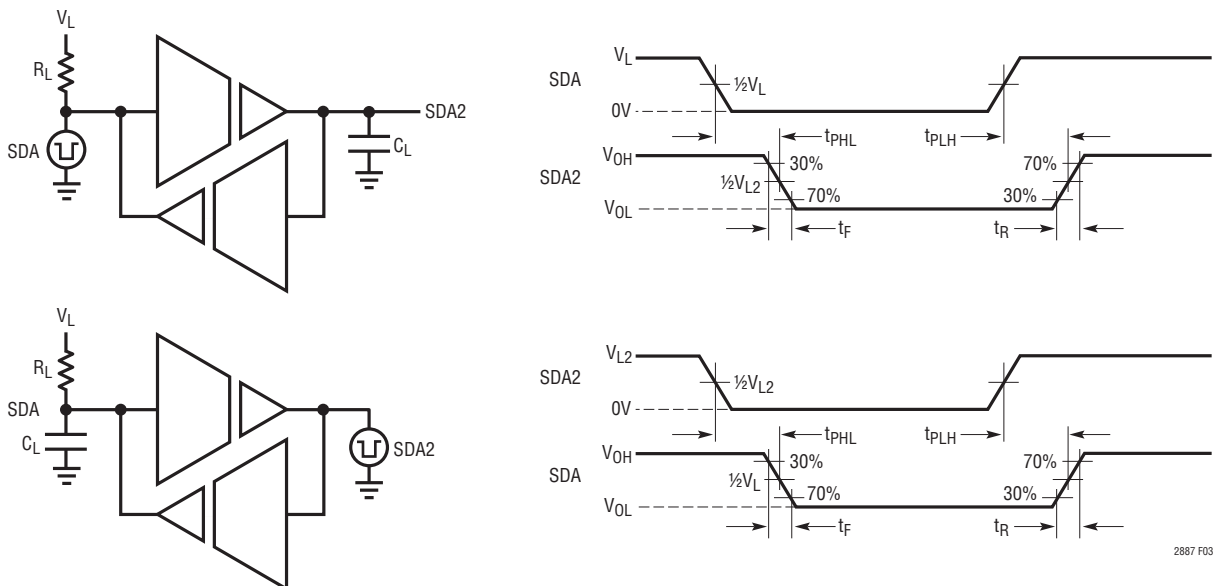 VL
RL
SDA
SDA2
CL
SDA
VL
0V
½VL
tPHL
tPLH
SDA2
VOH
½VL2
VOL
30%
70%
70%
30%
tF
tR
VL
RL
SDA
CL
SDA2
SDA2
VL2
0V
½VL2
tPHL
tPLH
SDA
VOH
½VL
VOL
30%
70%
70%
30%
tF
tR
2887 F03